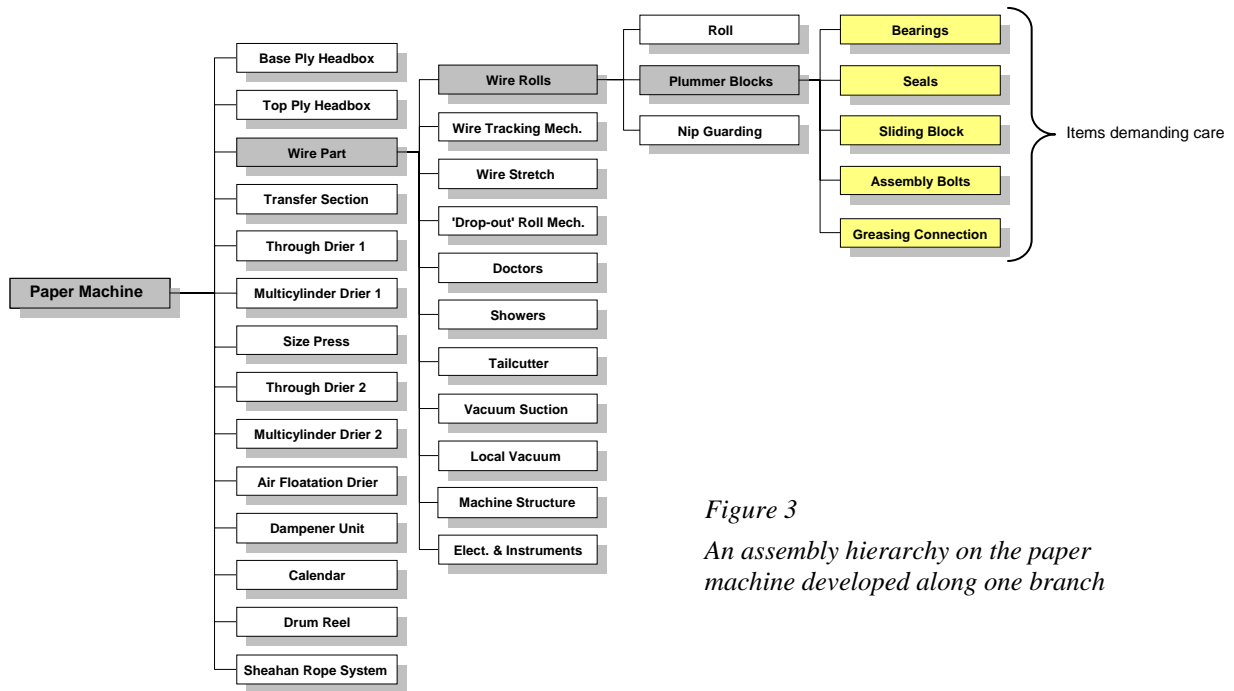 Paper Machine
Base Ply Headbox
Top Ply Headbox
Wire Part
Transfer Section
Through Drier 1
Multicylinder Drier 1
Size Press
Through Drier 2
Multicylinder Drier 2
Air Floatation Drier
Dampener Unit
Calendar
Drum Reel
Sheahan Rope System
Wire Rolls
Wire Tracking Mech.
Wire Stretch
'Drop-out' Roll Mech.
Doctors
Showers
Tailcutter
Vacuum Suction
Local Vacuum
Machine Structure
Elect. & Instruments
Roll
Plummer Blocks
Nip Guarding
Bearings
Seals
Sliding Block
Assembly Bolts
Greasing Connection
Items demanding care
Figure 3
An assembly hierarchy on the paper
machine developed along one branch